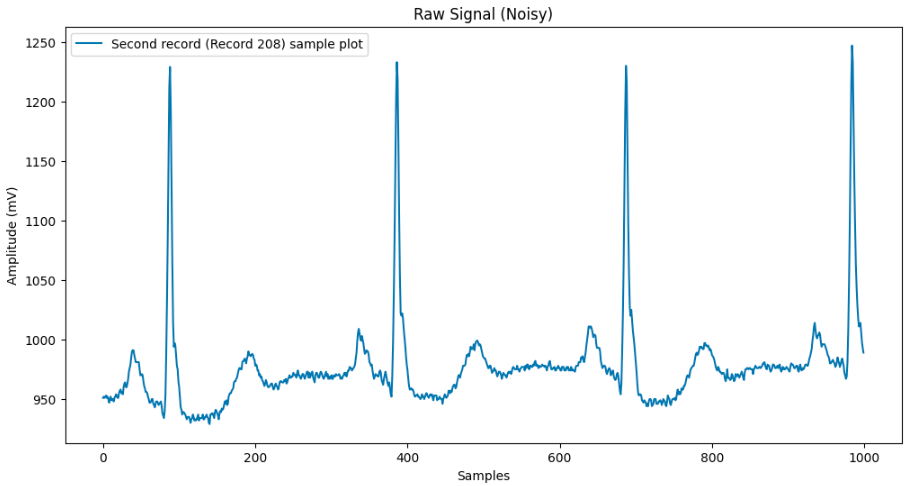 Raw Signal (Noisy)
Second record (Record 208) sample plot
Amplitude (mV)
1250
1200
1150
1100
1050
1000
950
0 200 400 600 800 1000
Samples